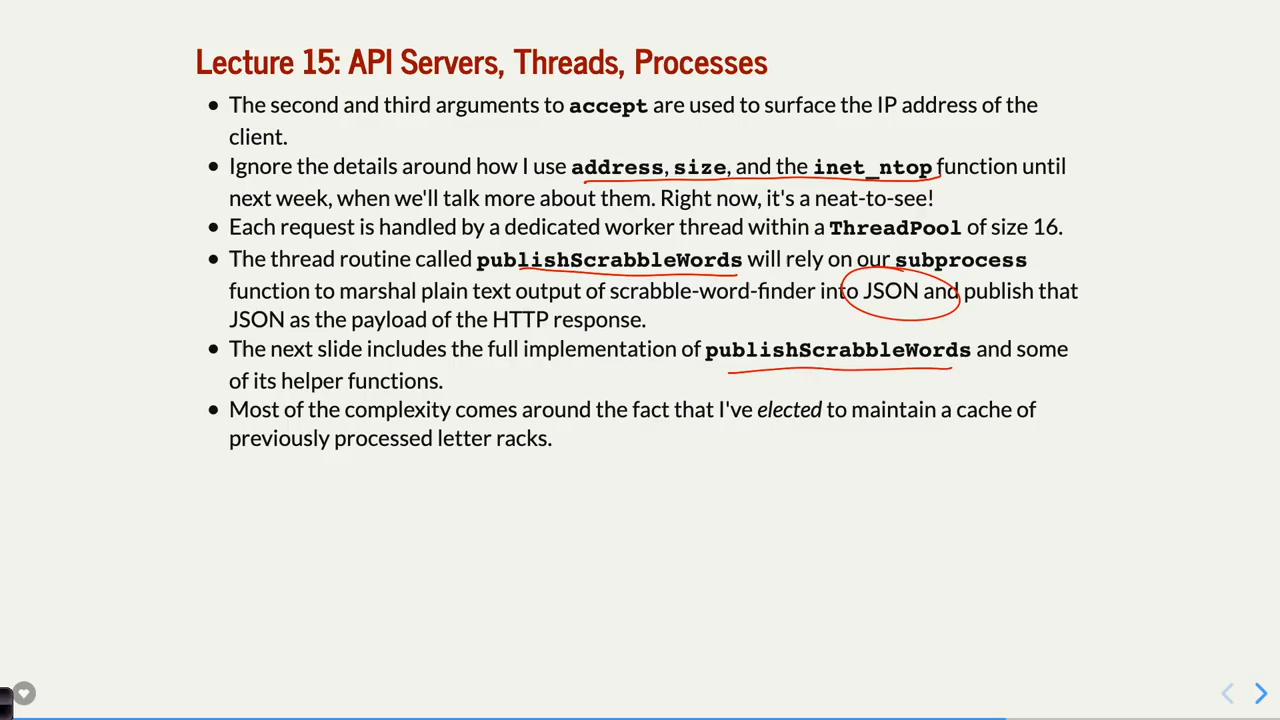 Lecture 15: API Servers, Threads, Processes
The second and third arguments to accept are used to surface the IP address of the
client.
Ignore the details around how I use address, size, and the inet_ntop function until
next week, when we'll talk more about them. Right now, it's a neat-to-see!
Each request is handled by a dedicated worker thread within a ThreadPool of size 16.
The thread routine called publishScrabbleWords will rely on our subprocess
function to marshal plain text output of scrabble-word-finder into JSON and publish that
JSON as the payload of the HTTP response.
The next slide includes the full implementation of publishScrabbleWords and some
of its helper functions.
Most of the complexity comes around the fact that I've elected to maintain a cache of
previously processed letter racks.